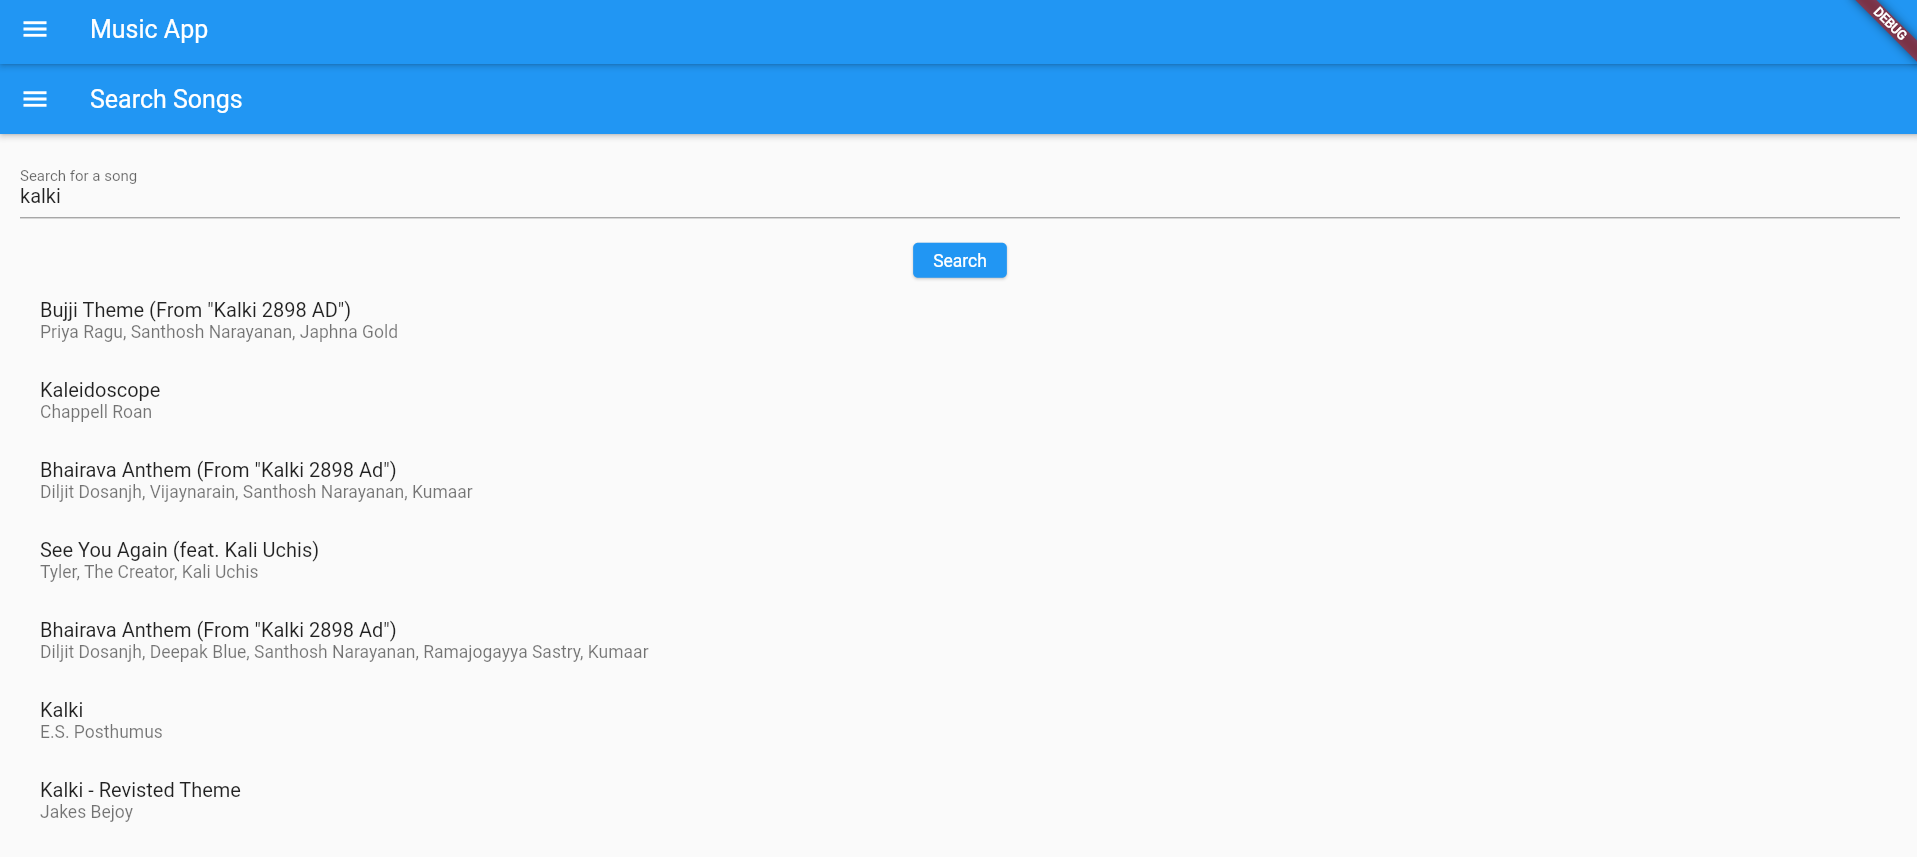 Music App
DEBUG
Search Songs
Search for a song
kalki
Search
Bujji Theme (From "Kalki 2898 AD")
Priya Ragu, Santhosh Narayanan, Japhna Gold
Kaleidoscope
Chappell Roan
Bhairava Anthem (From "Kalki 2898 Ad")
Diljit Dosanjh, Vijaynarain, Santhosh Narayanan, Kumaar
See You Again (feat. Kali Uchis)
Tyler, The Creator, Kali Uchis
Bhairava Anthem (From "Kalki 2898 Ad")
Diljit Dosanjh, Deepak Blue, Santhosh Narayanan, Ramajogayya Sastry, Kumaar
Kalki
E.S. Posthumus
Kalki - Revisted Theme
Jakes Bejoy